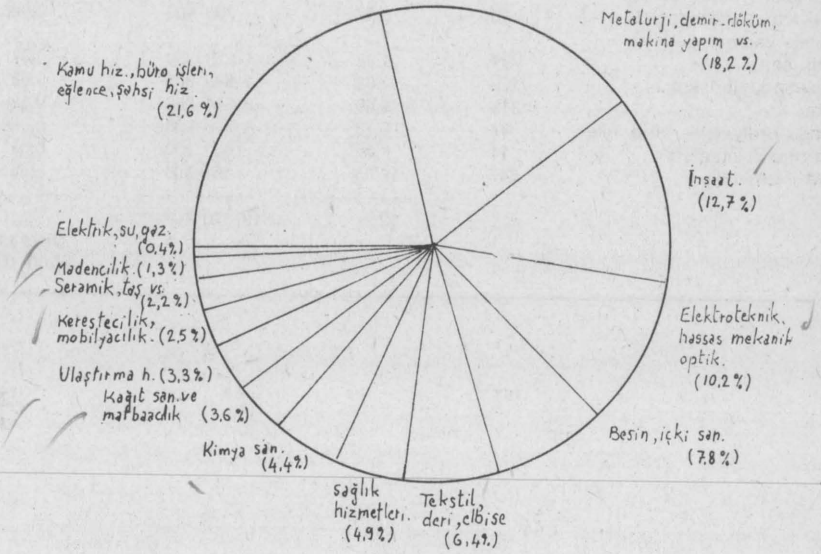 Metalurji, demir-döküm,
makina yapım vs.
(18,2 %)
Kamu hiz., büro işleri,
eğlence, şahsi hiz
(21,6 %)
İnşaat.
(12,7 %)
Elektrik, su, gaz.
(0,4%)
Madencilik. (1,3%)
Seramik, taş vs.
(2,2%)
Kerestecilik,
mobilyacılık. (2,5%)
Elektroteknik,
hassas mekanik
optik.
(10,2 %)
Ulaştırma h. (3,3%)
Kağıt san. ve
matbaacılık (3,6 %)
Besin, içki san.
(7,8 %)
Kimya san.
(4,4%)
sağlık
hizmetleri.
(4,9%)
Tekstil,
deri, elbise
(6,4%)